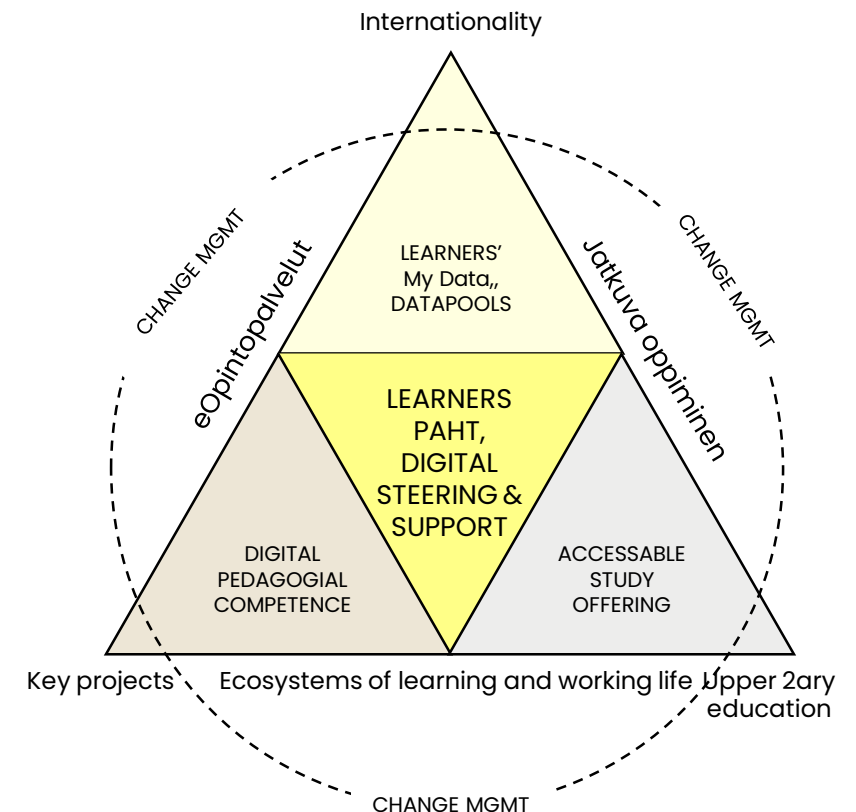 Internationality
CHANGE MGMT
CHANGE MGMT
eOpintopalvelut
Jatkuva oppiminen
LEARNERS’
My Data,,
DATAPOOLS
LEARNERS
PAHT,
DIGITAL
STEERING &
SUPPORT
DIGITAL
PEDAGOGIAL
COMPETENCE
ACCESSABLE
STUDY
OFFERING
Key projects
Ecosystems of learning and working life
Upper 2ary
education
CHANGE MGMT